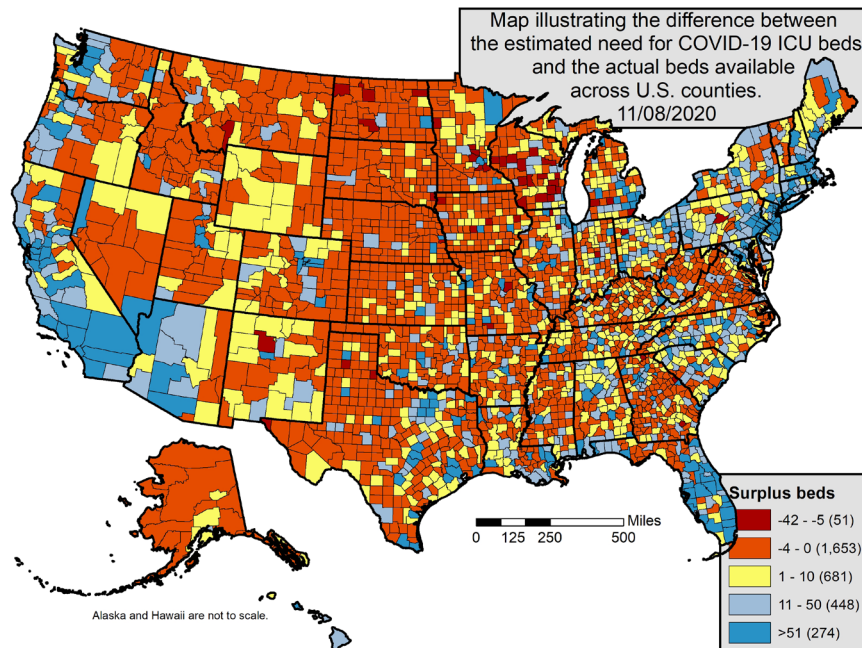 Map illustrating the difference between
the estimated need for COVID-19 ICU beds
and the actual beds available
across U.S. counties.
11/08/2020
Surplus beds
-42 - -5 (51)
-4 - 0 (1,653)
1 - 10 (681)
11 - 50 (448)
>51 (274)
Miles
0 125 250 500
Alaska and Hawaii are not to scale.